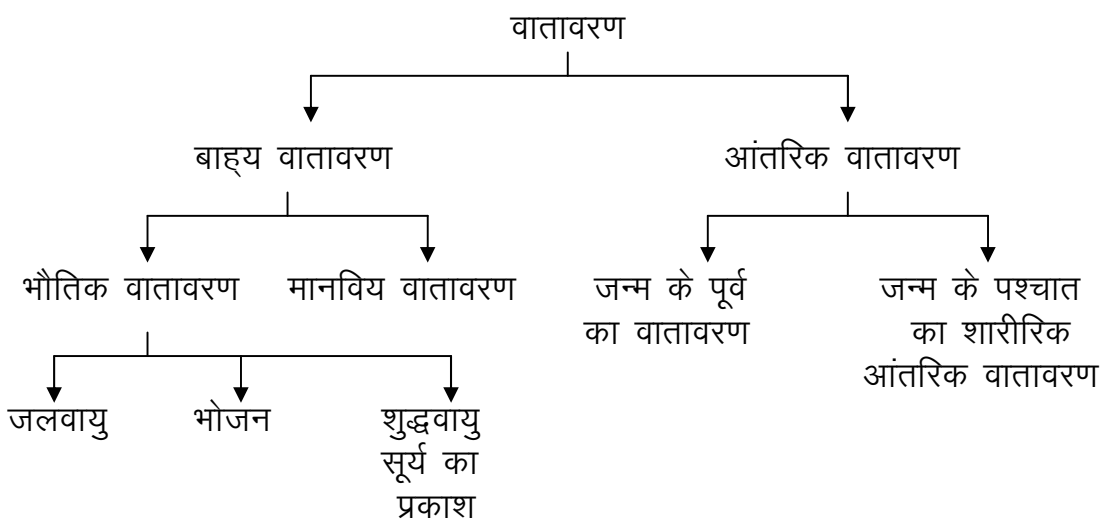 वातावरण
बाह्य वातावरण
आंतरिक वातावरण
भौतिक वातावरण
मानविय वातावरण
जन्म के पूर्व
का वातावरण
जन्म के पश्चात
का शारीरिक
आंतरिक वातावरण
जलवायु
भोजन
शुद्धवायु
सूर्य का
प्रकाश